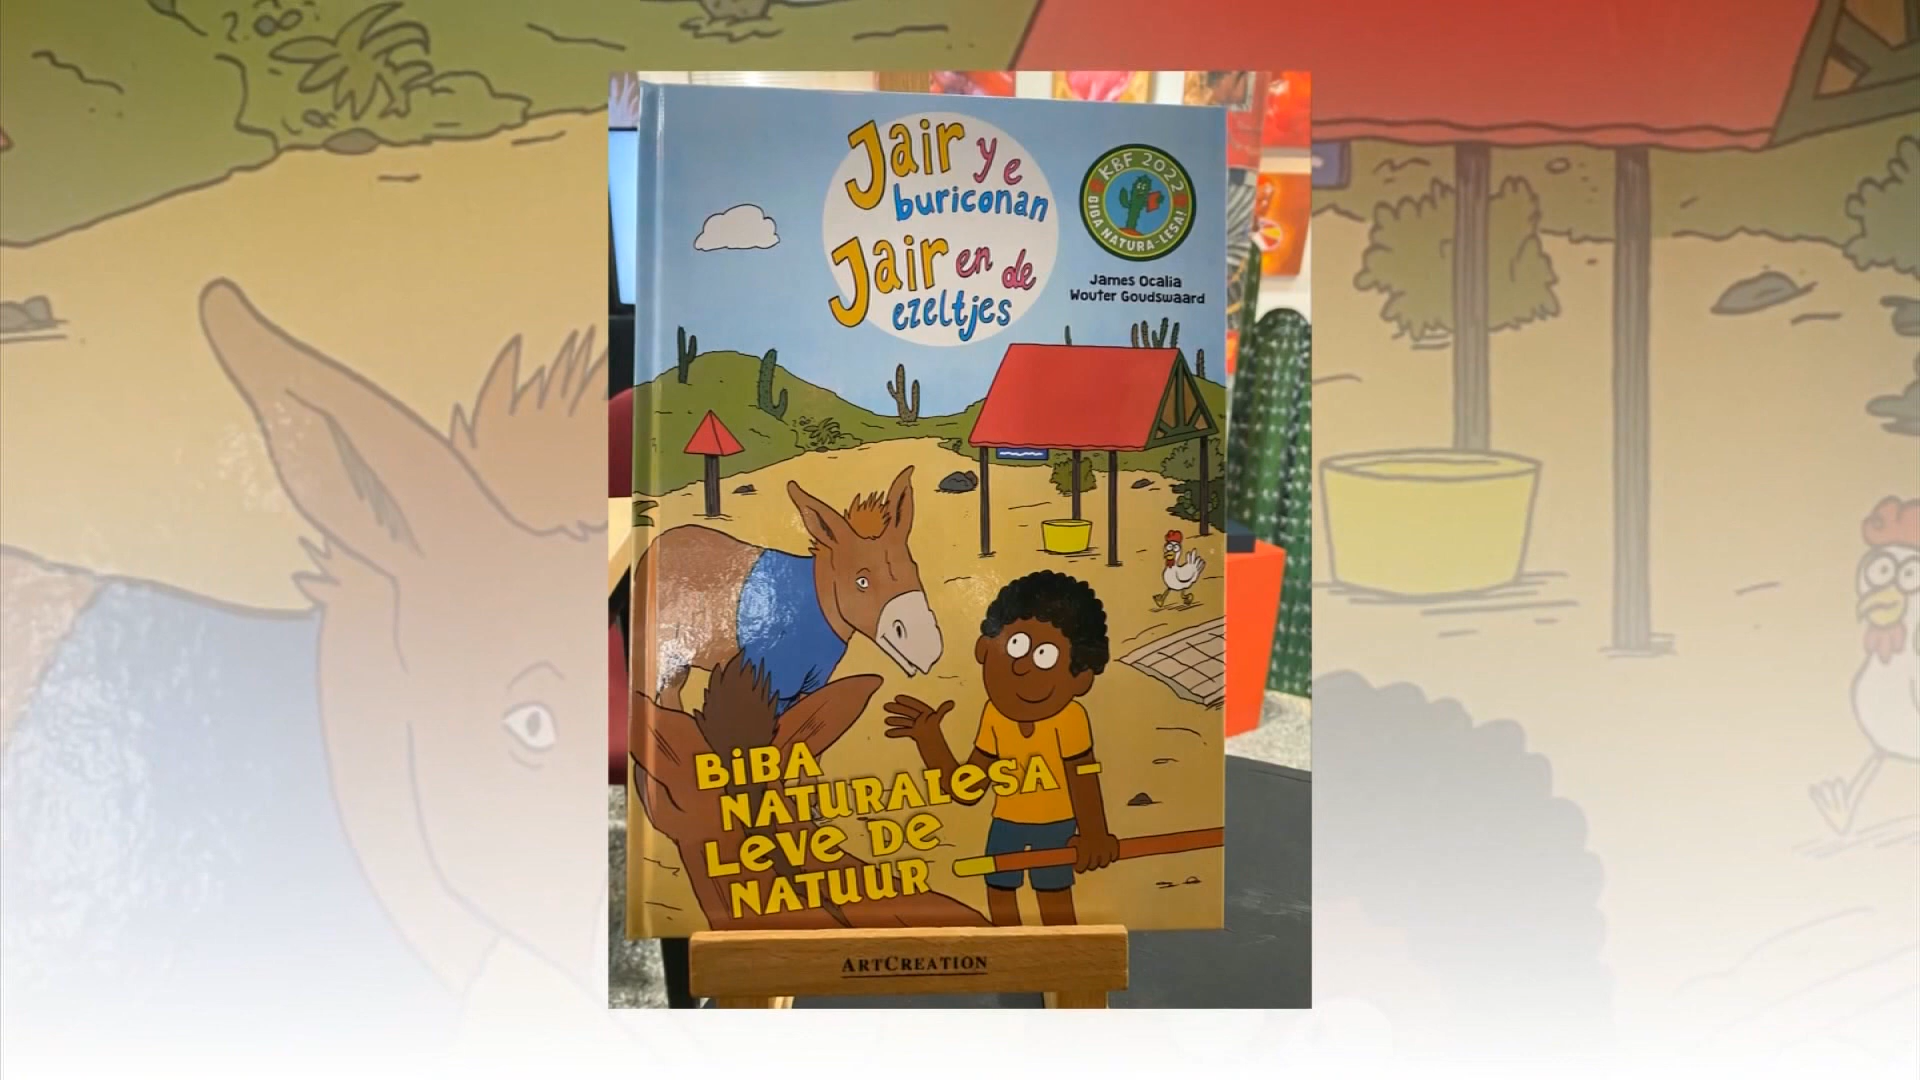 Jair y e
buriconan
Jair en de
ezeltjes
KBF 2022
BIBA NATURA-LESA!
James Ocalia
Wouter Goudswaard
BiBA
NATURALESA -
LEVE DE
NATUUR
ARTCREATION